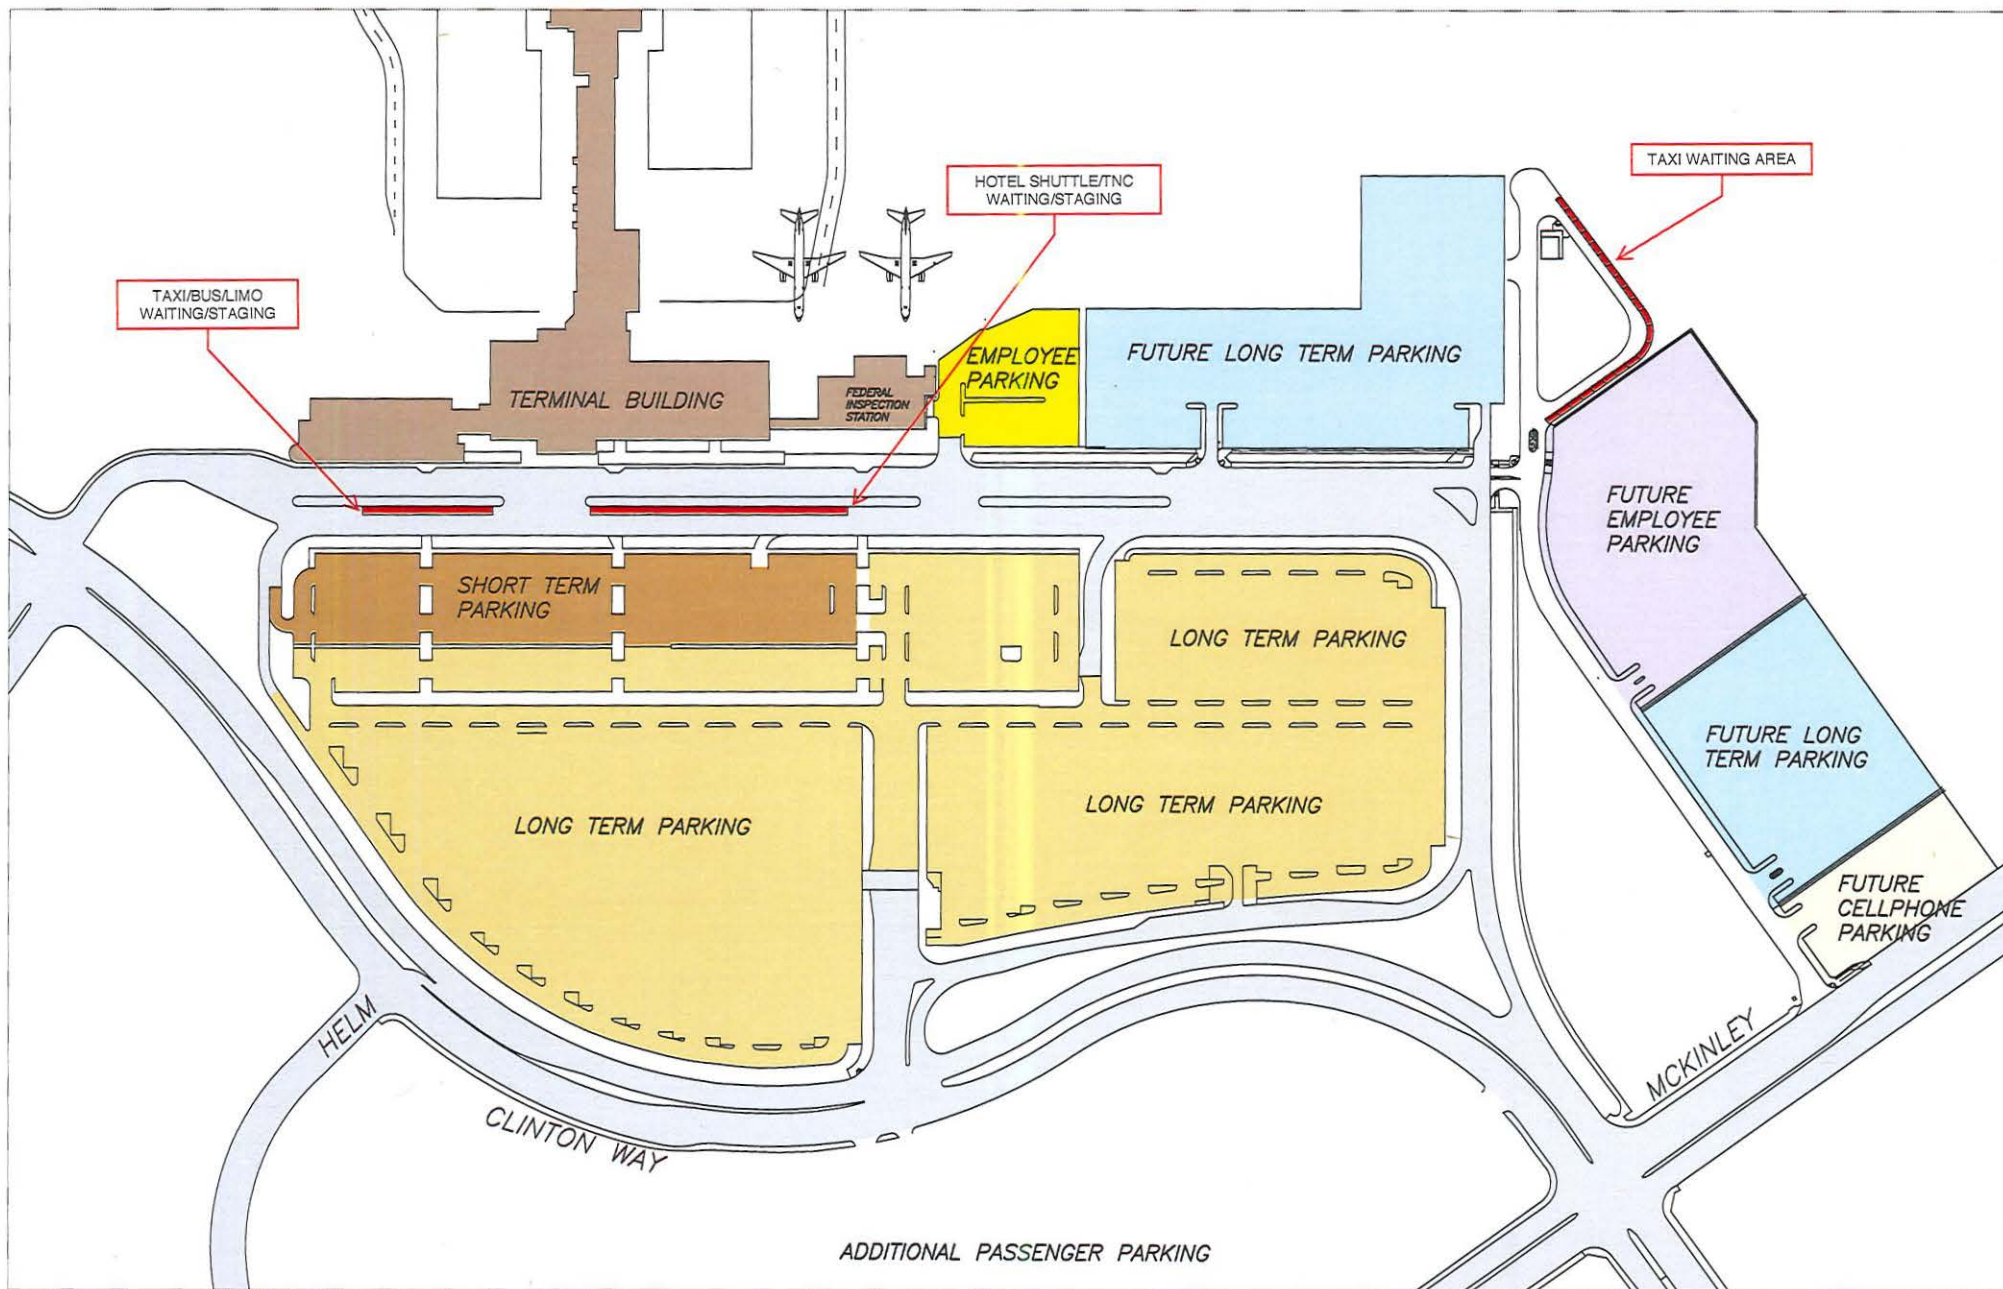 TAXI WAITING AREA
HOTEL SHUTTLE/TNC
WAITING/STAGING
TAXI/BUS/LIMO
WAITING/STAGING
EMPLOYEE
PARKING
FUTURE LONG TERM PARKING
TERMINAL BUILDING
FEDERAL
INSPECTION
STATION
FUTURE
EMPLOYEE
PARKING
SHORT TERM
PARKING
LONG TERM PARKING
FUTURE LONG
TERM PARKING
LONG TERM PARKING
LONG TERM PARKING
FUTURE
CELLPHONE
PARKING
HELM
MCKINLEY
CLINTON WAY
ADDITIONAL PASSENGER PARKING